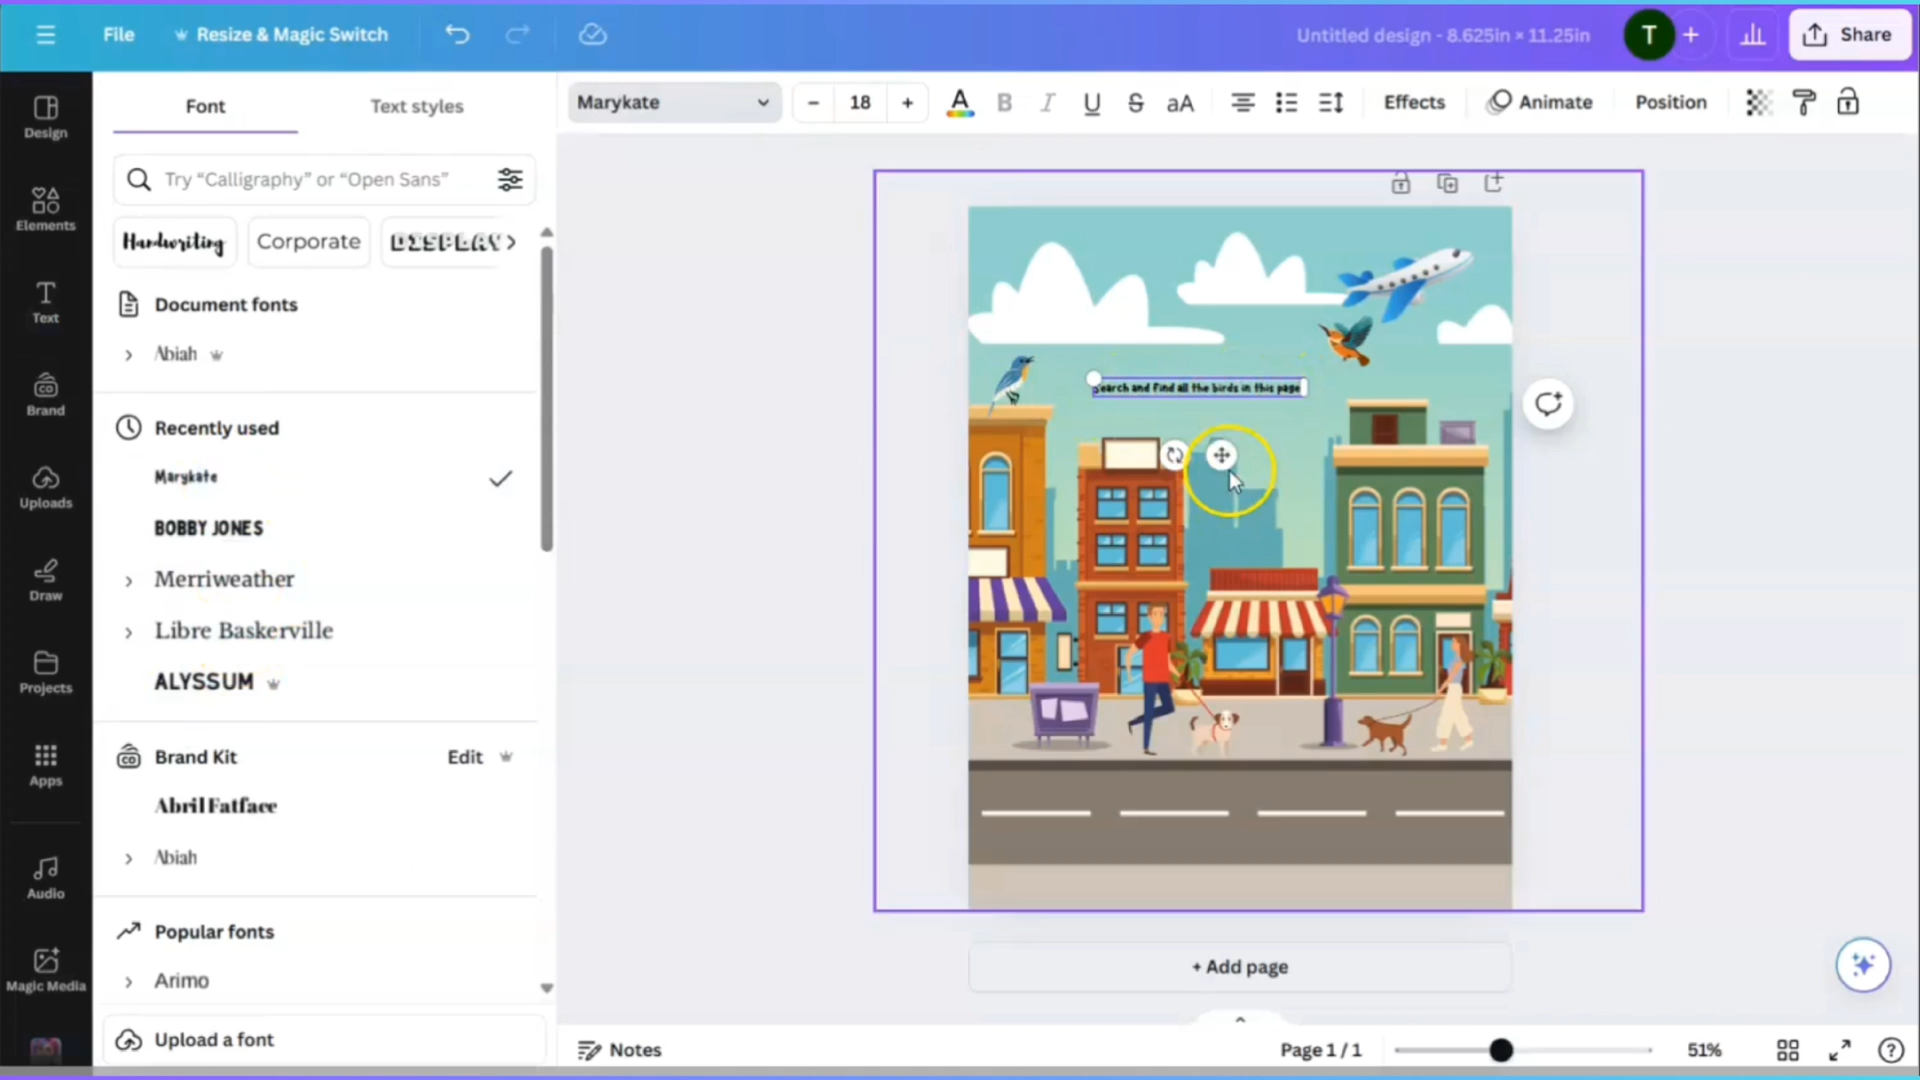 File
Resize & Magic Switch
Untitled design - 8.625in × 11.25in
T
Share
Design
Elements
Text
Brand
Uploads
Draw
Projects
Apps
Audio
Magic Media
Font
Text styles
Try “Calligraphy” or “Open Sans”
Handwriting
Corporate
DISPLAY
Document fonts
Abiah
Recently used
Marykate
BOBBY JONES
Merriweather
Libre Baskerville
ALYSSUM
Brand Kit
Edit
Abril Fatface
Abiah
Popular fonts
Arimo
Upload a font
Marykate
18
A
B
I
U
S
aA
Effects
Animate
Position
Search and find all the birds in this page
+ Add page
Notes
Page 1 / 1
51%